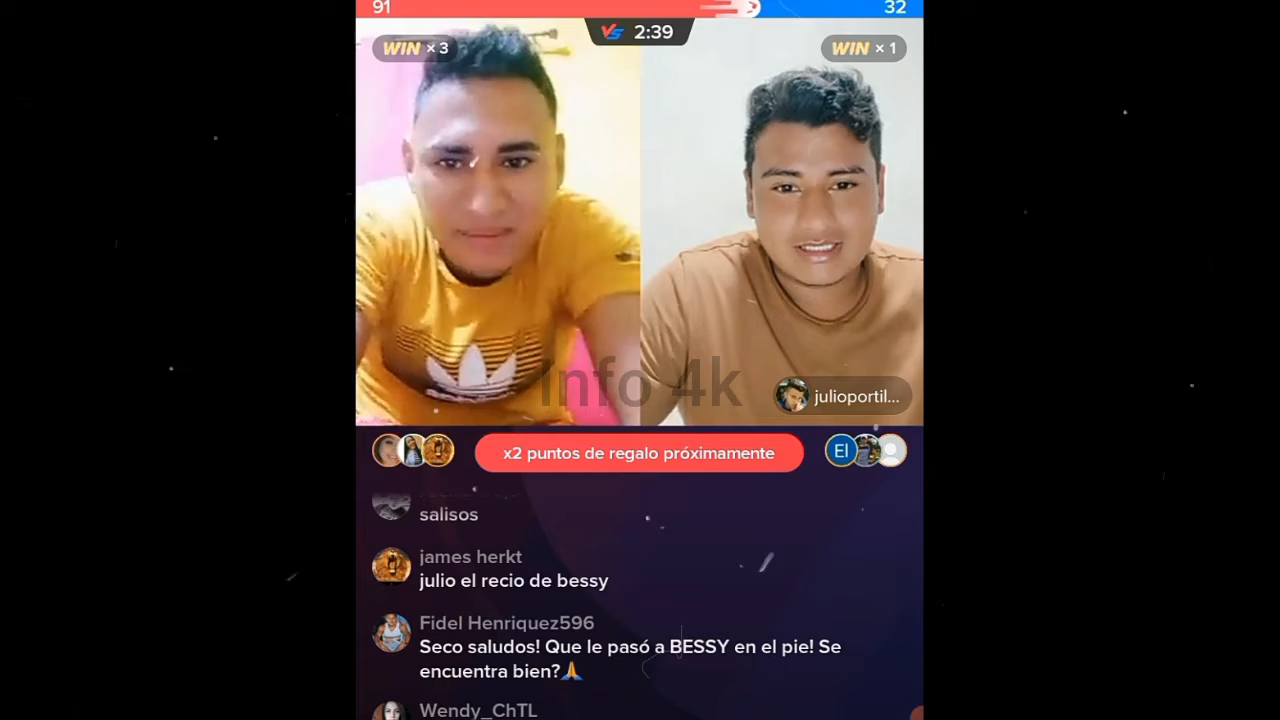 91
32
VS 2:39
WIN × 3
WIN × 1
Info 4k
julioportil...
x2 puntos de regalo próximamente
EI
salisos
james herkt
julio el recio de bessy
Fidel Henriquez596
Seco saludos! Que le pasó a BESSY en el pie! Se
encuentra bien?🙏
Wendy_ChTL